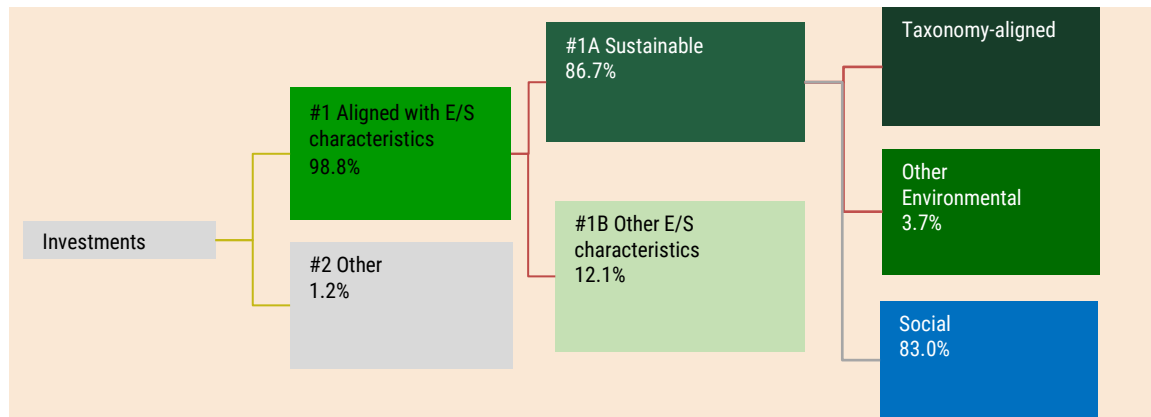 Investments
#1 Aligned with E/S
characteristics
98.8%
#2 Other
1.2%
#1A Sustainable
86.7%
#1B Other E/S
characteristics
12.1%
Taxonomy-aligned
Other
Environmental
3.7%
Social
83.0%